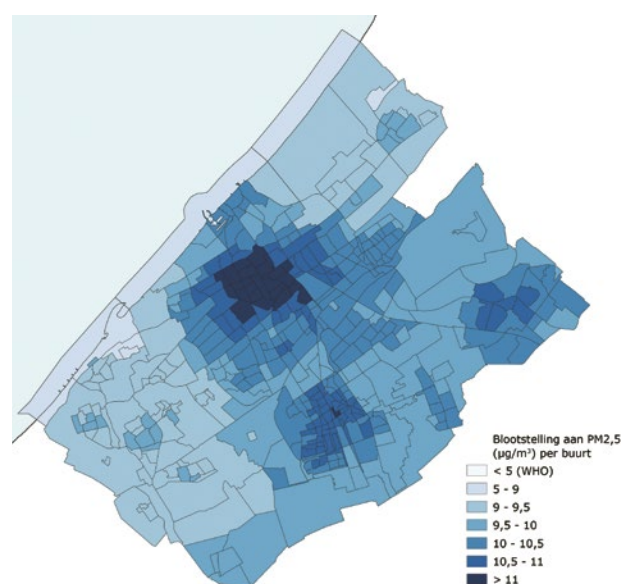 Blootstelling aan PM2,5
(µg/m³) per buurt
< 5 (WHO)
5 - 9
9 - 9,5
9,5 - 10
10 - 10,5
10,5 - 11
> 11